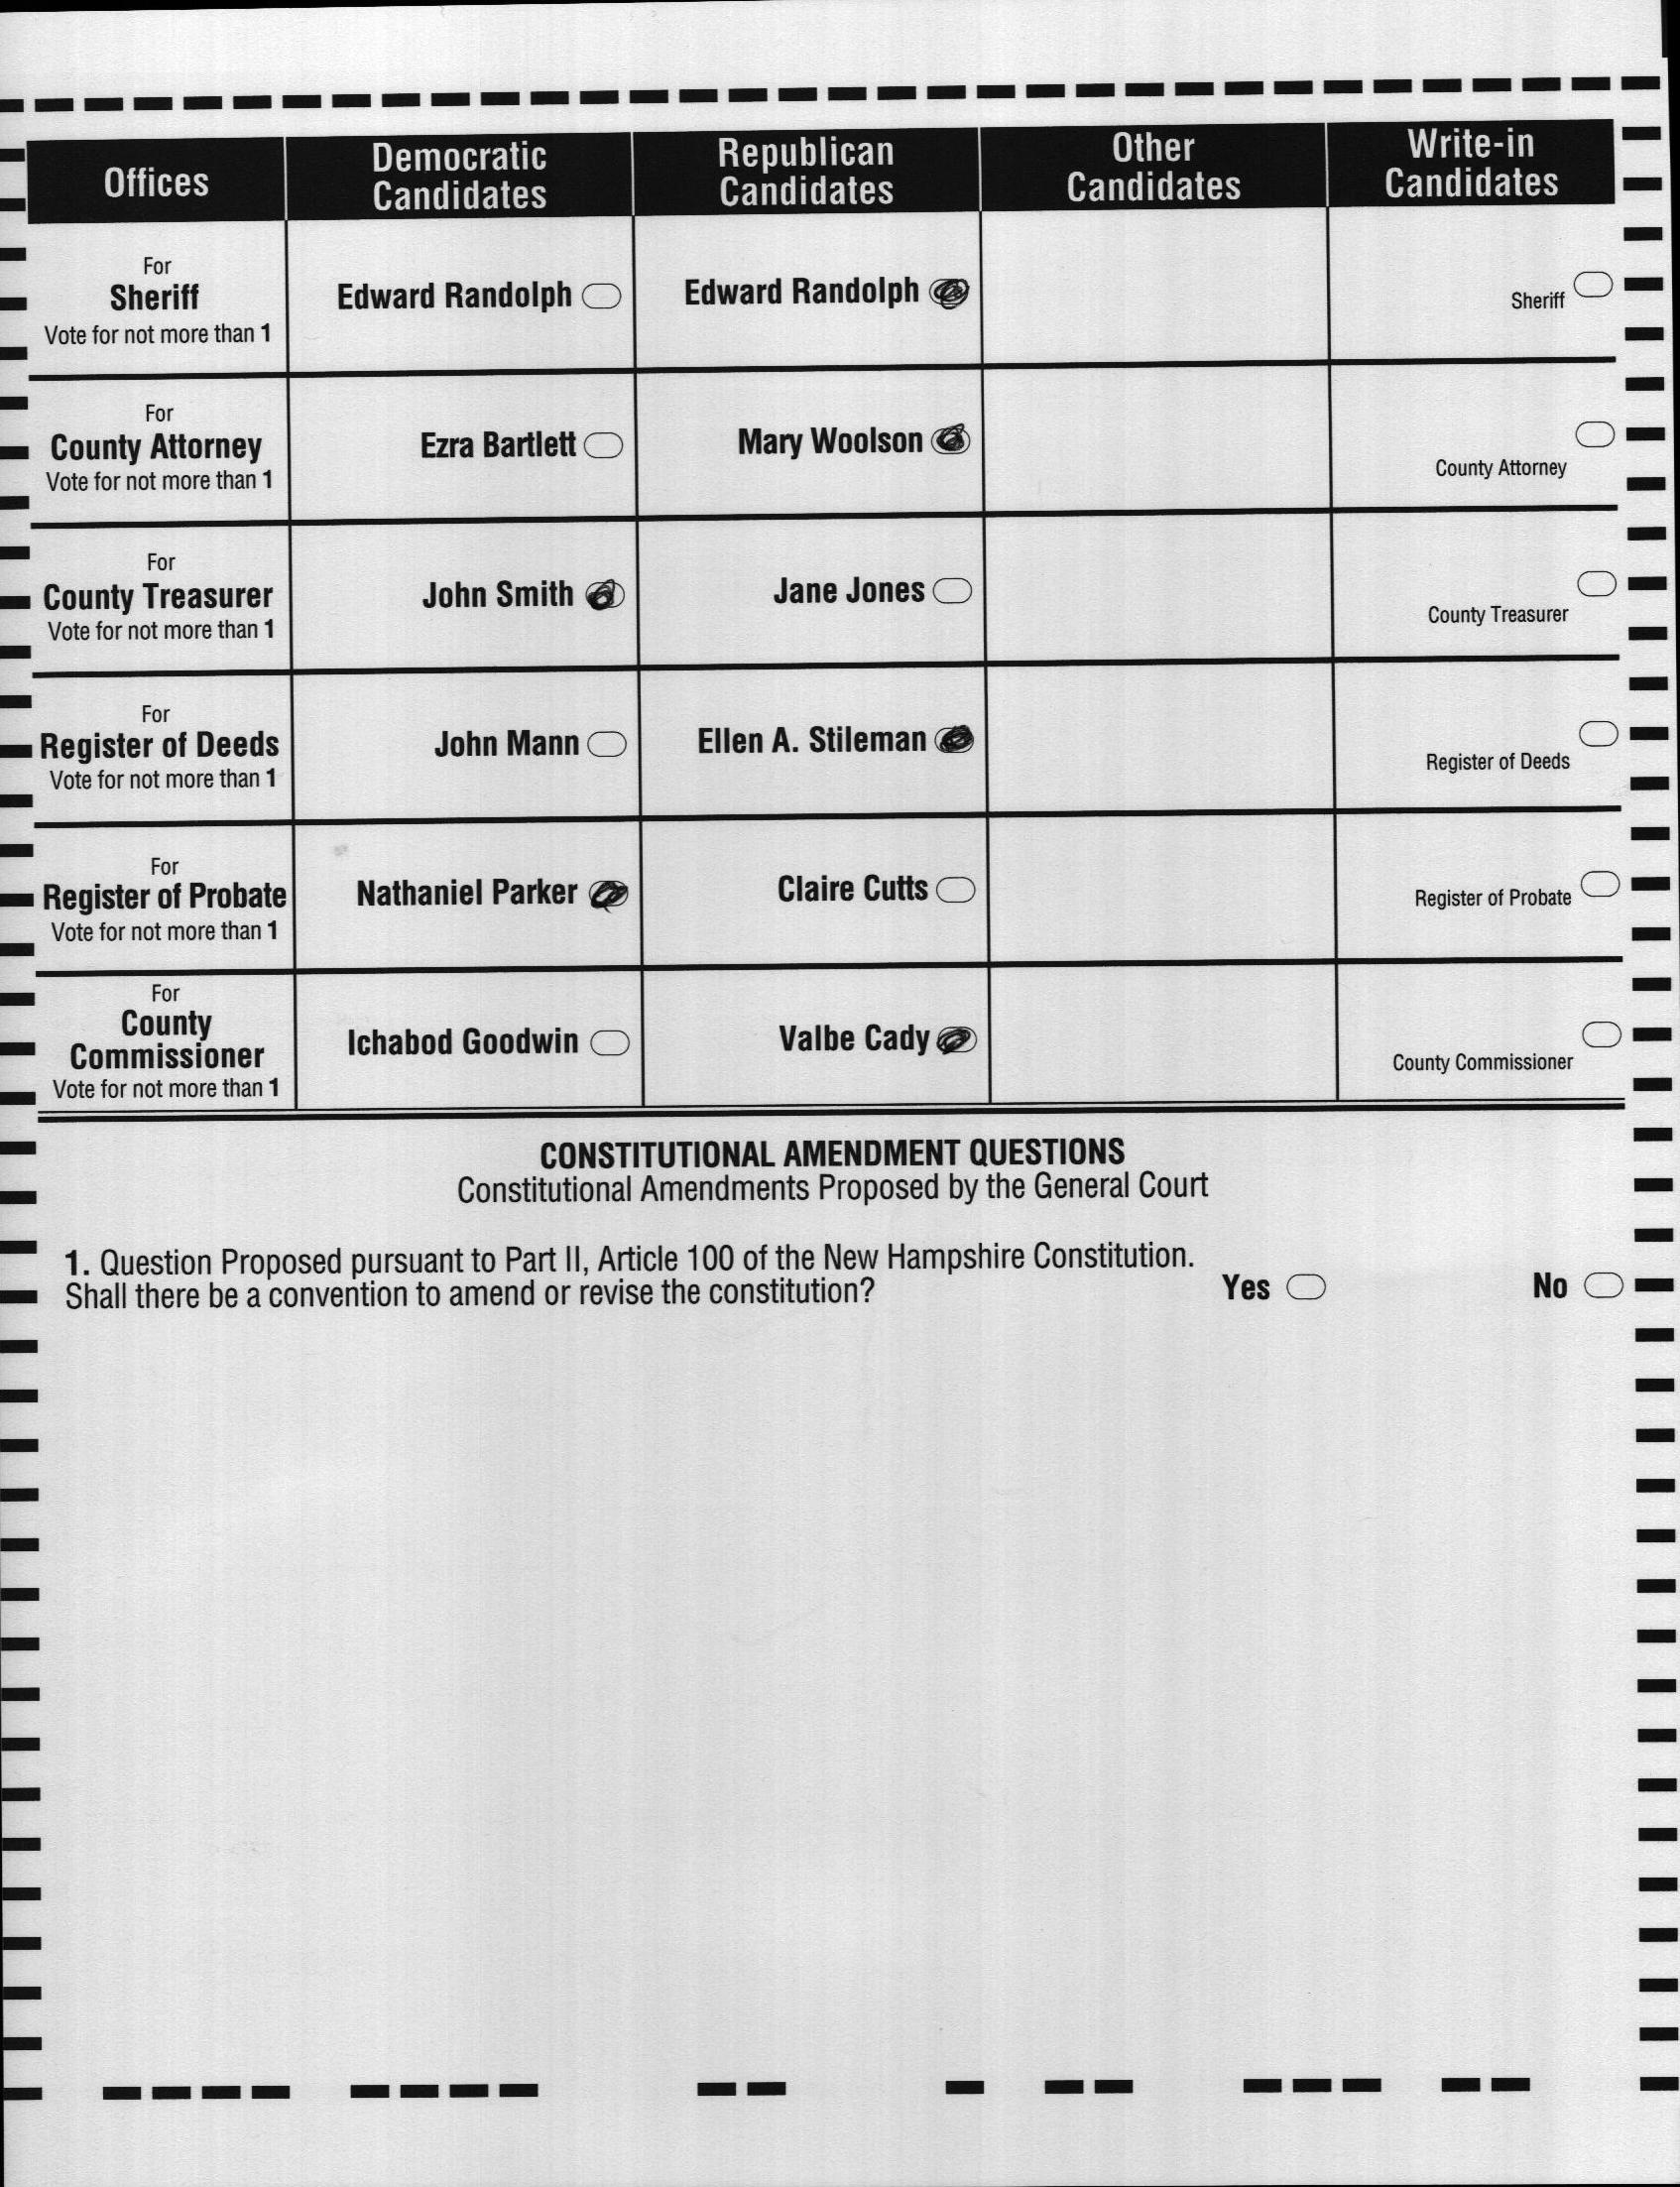 Offices
Democratic
Candidates
Republican
Candidates
Other
Candidates
Write-in
Candidates
For
Sheriff
Vote for not more than 1
Edward Randolph
Edward Randolph
Sheriff
For
County Attorney
Vote for not more than 1
Ezra Bartlett
Mary Woolson
County Attorney
For
County Treasurer
Vote for not more than 1
John Smith
Jane Jones
County Treasurer
For
Register of Deeds
Vote for not more than 1
John Mann
Ellen A. Stileman
Register of Deeds
For
Register of Probate
Vote for not more than 1
Nathaniel Parker
Claire Cutts
Register of Probate
For
County
Commissioner
Vote for not more than 1
Ichabod Goodwin
Valbe Cady
County Commissioner
CONSTITUTIONAL AMENDMENT QUESTIONS
Constitutional Amendments Proposed by the General Court
1. Question Proposed pursuant to Part II, Article 100 of the New Hampshire Constitution.
Shall there be a convention to amend or revise the constitution?
Yes
No